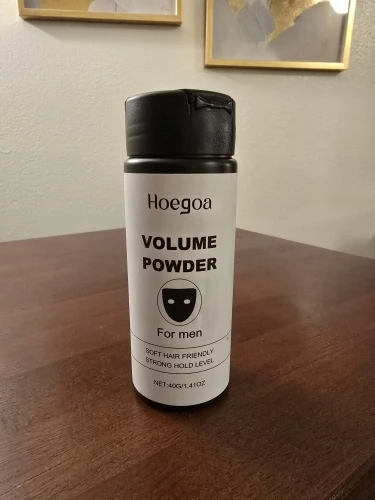 Hoegoa
VOLUME
POWDER
For men
SOFT HAIR FRIENDLY
STRONG HOLD LEVEL
NET:40G/1.41OZ